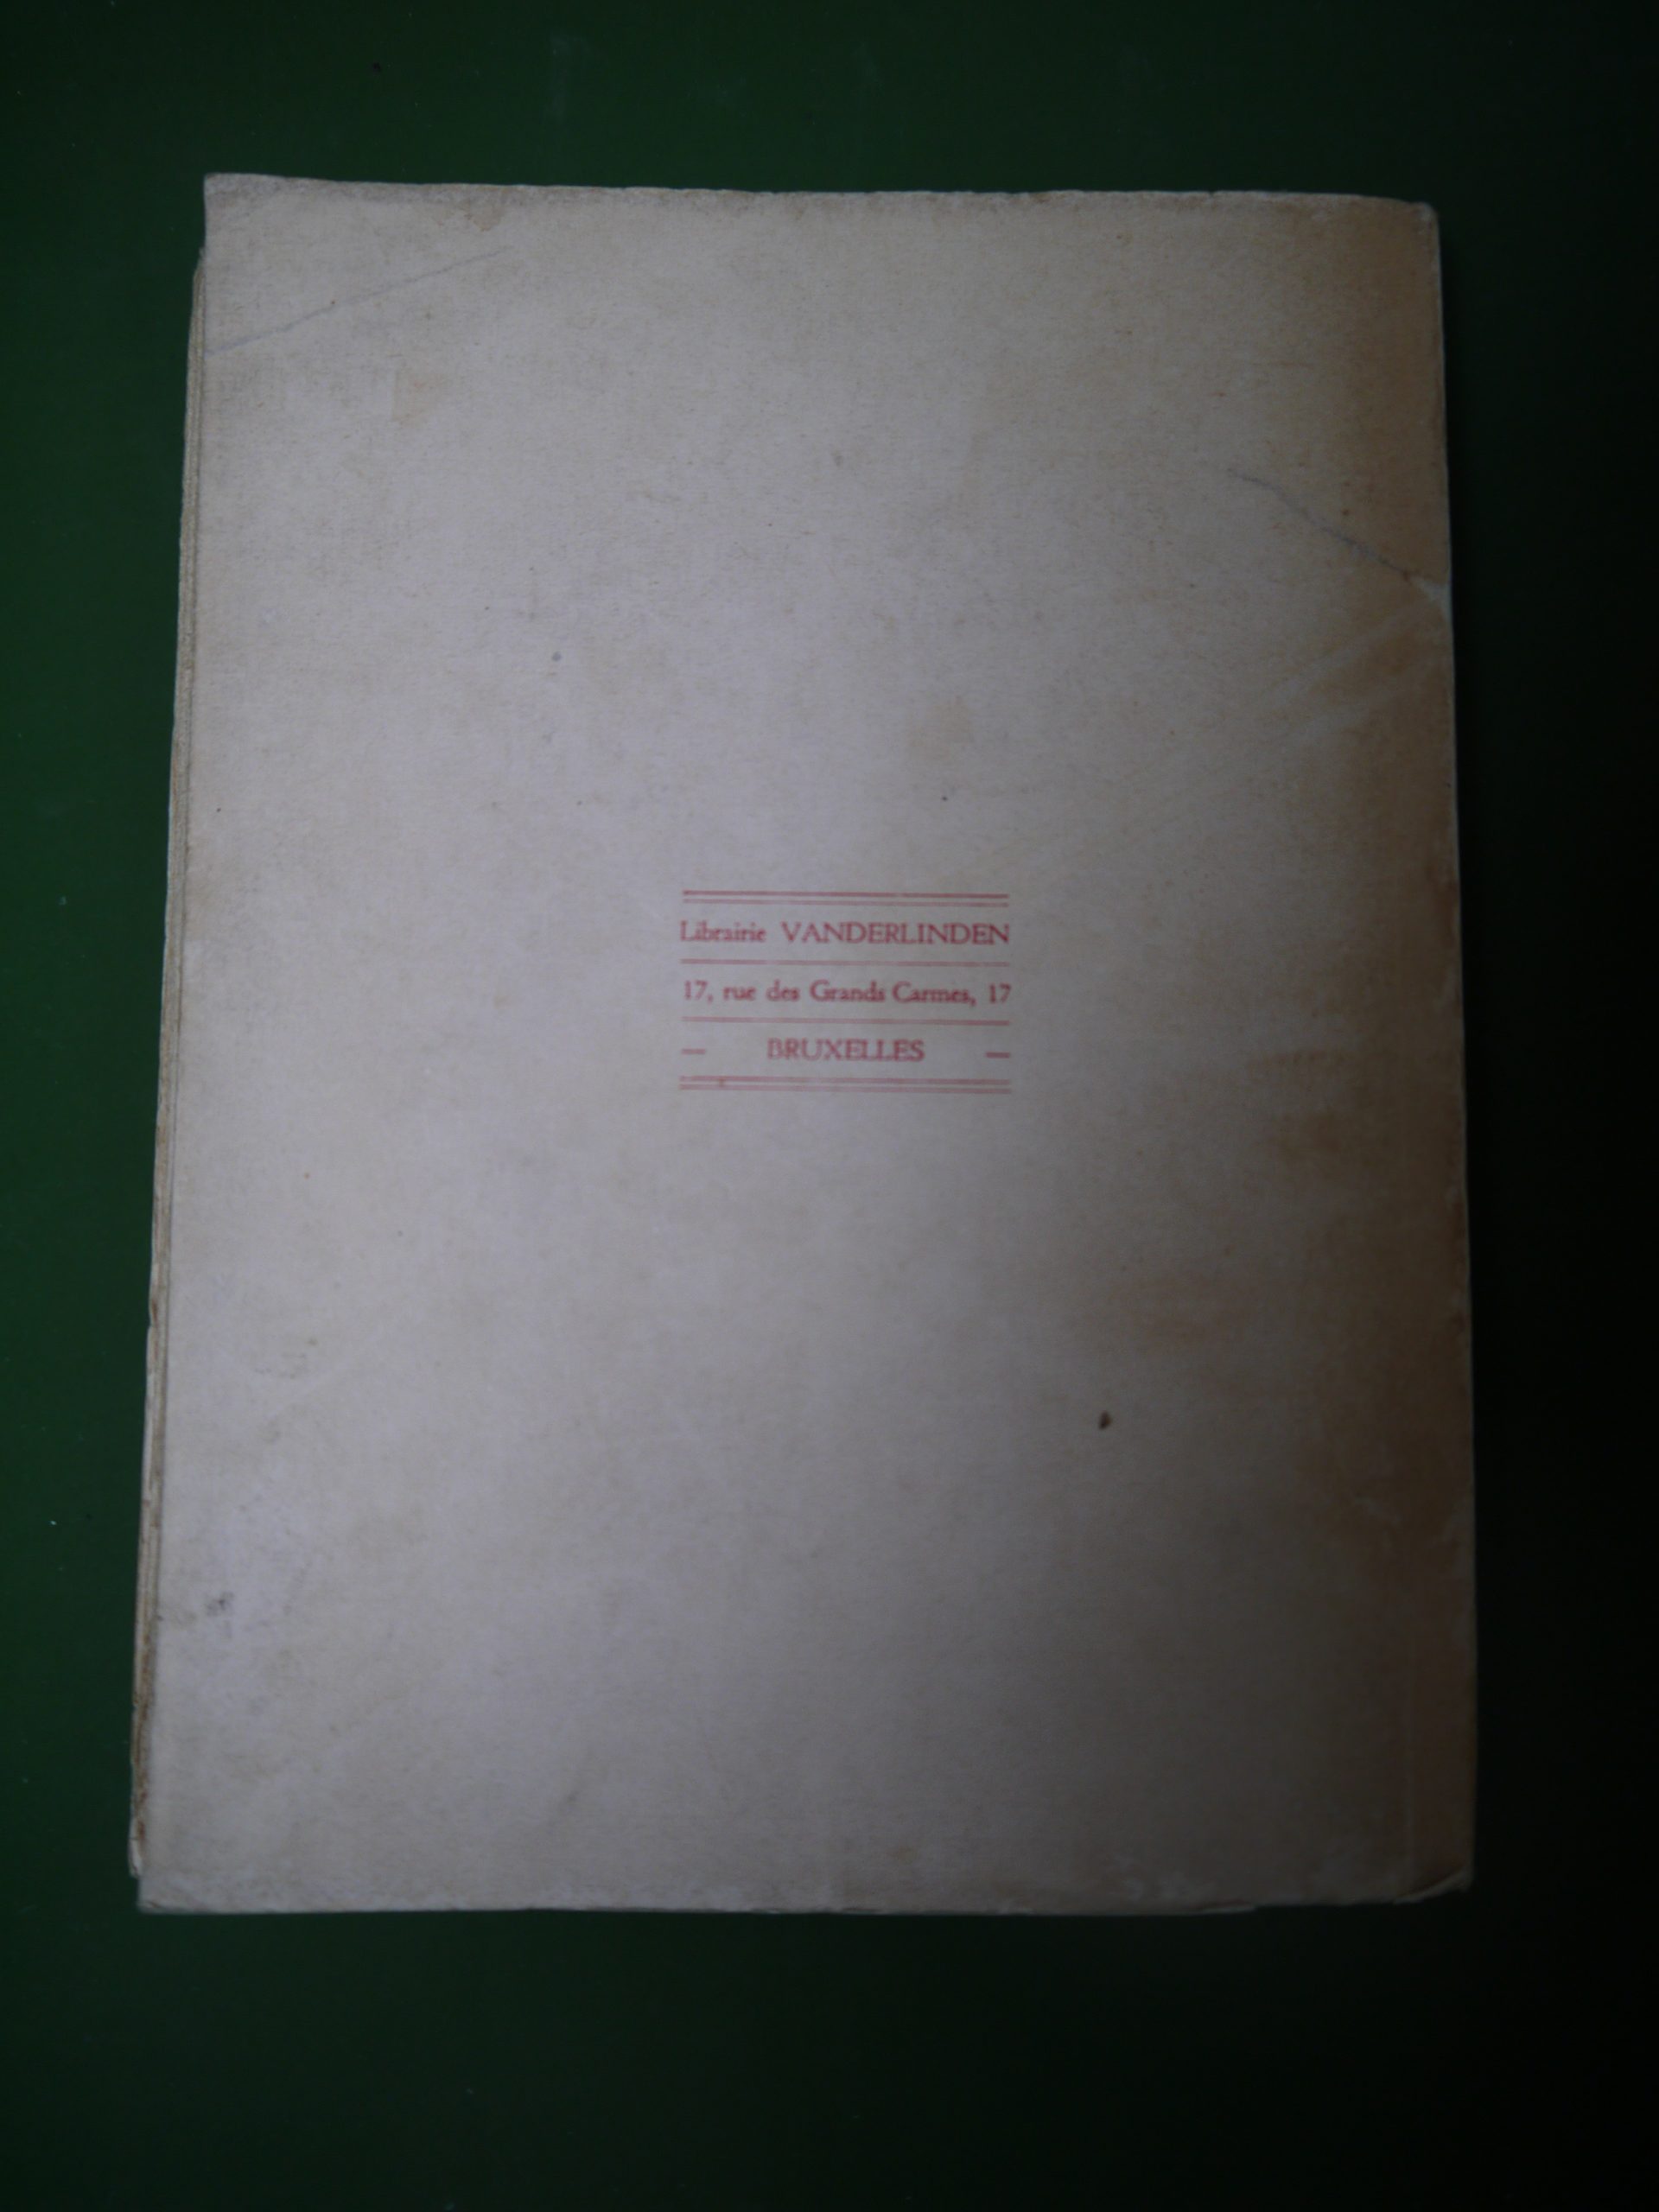 Librairie VANDERLINDEN
17, rue des Grands Carmes, 17
— BRUXELLES —